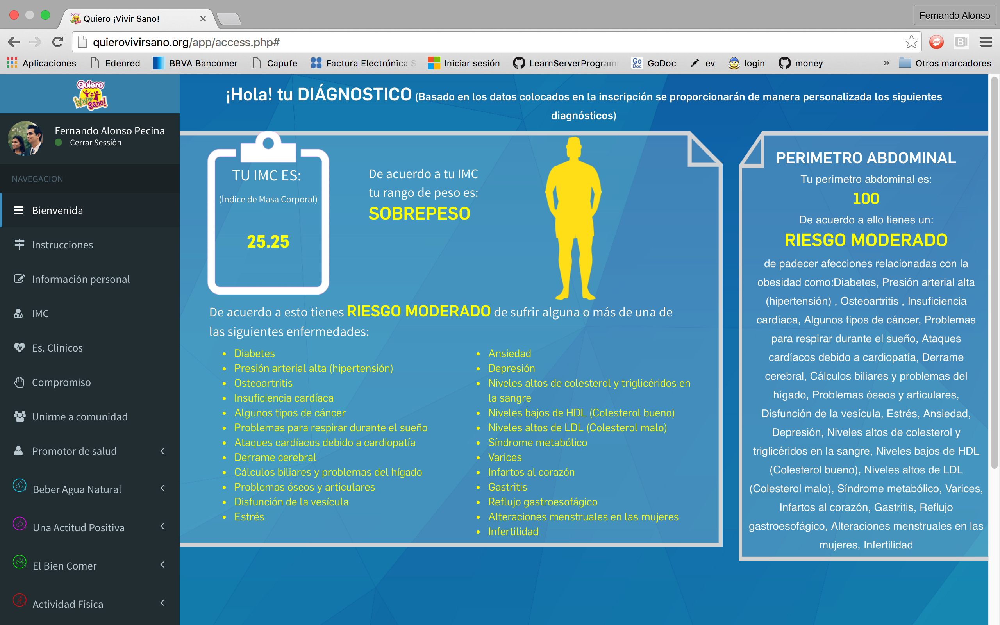 Quiero ¡Vivir Sano!
Fernando Alonso
quierovivirsano.org/app/access.php#
Aplicaciones
Edenred
BBVA Bancomer
Capufe
Factura Electrónica S
Iniciar sesión
LearnServerProgram
Go
Doc
GoDoc
ev
login
money
»
Otros marcadores
Quiero
¡Vivir
Sano!
Fernando Alonso Pecina
Cerrar Sessión
NAVEGACION
Bienvenida
Instrucciones
Información personal
IMC
Es. Clínicos
Compromiso
Unirme a comunidad
Promotor de salud
Beber Agua Natural
Una Actitud Positiva
El Bien Comer
Actividad Física
¡Hola! tu DIÁGNOSTICO (Basado en los datos colocados en la inscripción se proporcionarán de manera personalizada los siguientes
diagnósticos)
TU IMC ES:
(Índice de Masa Corporal)
25.25
De acuerdo a tu IMC
tu rango de peso es:
SOBREPESO
De acuerdo a esto tienes RIESGO MODERADO de sufrir alguna o más de una de
las siguientes enfermedades:
• Diabetes
• Presión arterial alta (hipertensión)
• Osteoartritis
• Insuficiencia cardíaca
• Algunos tipos de cáncer
• Problemas para respirar durante el sueño
• Ataques cardíacos debido a cardiopatía
• Derrame cerebral
• Cálculos biliares y problemas del hígado
• Problemas óseos y articulares
• Disfunción de la vesícula
• Estrés
• Ansiedad
• Depresión
• Niveles altos de colesterol y triglicéridos en
la sangre
• Niveles bajos de HDL (Colesterol bueno)
• Niveles altos de LDL (Colesterol malo)
• Síndrome metabólico
• Varices
• Infartos al corazón
• Gastritis
• Reflujo gastroesofágico
• Alteraciones menstruales en las mujeres
• Infertilidad
PERIMETRO ABDOMINAL
Tu perímetro abdominal es:
100
De acuerdo a ello tienes un:
RIESGO MODERADO
de padecer afecciones relacionadas con la
obesidad como:Diabetes, Presión arterial alta
(hipertensión) , Osteoartritis , Insuficiencia
cardíaca, Algunos tipos de cáncer, Problemas
para respirar durante el sueño, Ataques
cardíacos debido a cardiopatía, Derrame
cerebral, Cálculos biliares y problemas del
hígado, Problemas óseos y articulares,
Disfunción de la vesícula, Estrés, Ansiedad,
Depresión, Niveles altos de colesterol y
triglicéridos en la sangre, Niveles bajos de HDL
(Colesterol bueno), Niveles altos de LDL
(Colesterol malo), Síndrome metabólico, Varices,
Infartos al corazón, Gastritis, Reflujo
gastroesofágico, Alteraciones menstruales en las
mujeres, Infertilidad